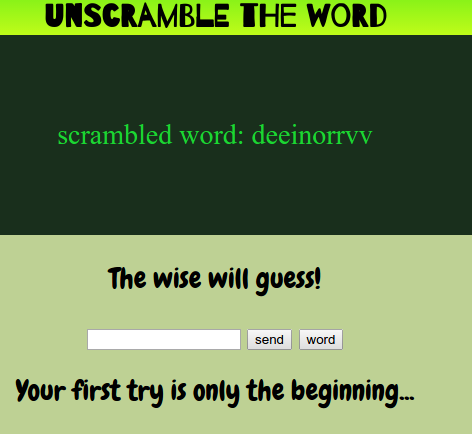 UNSCRAMBLE THE WORD
scrambled word: deeinorrvv
The wise will guess!
send word
Your first try is only the beginning...